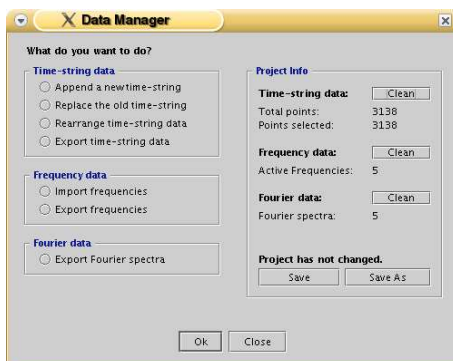 Data Manager
What do you want to do?
Time-string data
Append a new time-string
Replace the old time-string
Rearrange time-string data
Export time-string data
Frequency data
Import frequencies
Export frequencies
Fourier data
Export Fourier spectra
Project Info
Time-string data: Clean
Total points: 3138
Points selected: 3138
Frequency data: Clean
Active Frequencies: 5
Fourier data: Clean
Fourier spectra: 5
Project has not changed.
Save Save As
Ok Close